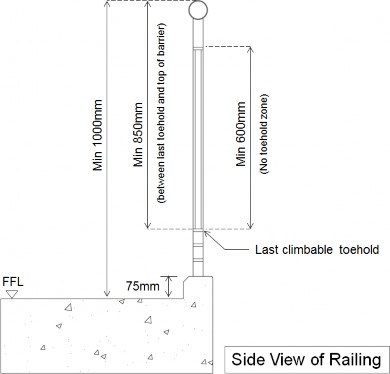 Min 1000mm
Min 850mm
(between last toehold and top of barrier)
Min 600mm
(No toehold zone)
Last climbable toehold
FFL
75mm
Side View of Railing